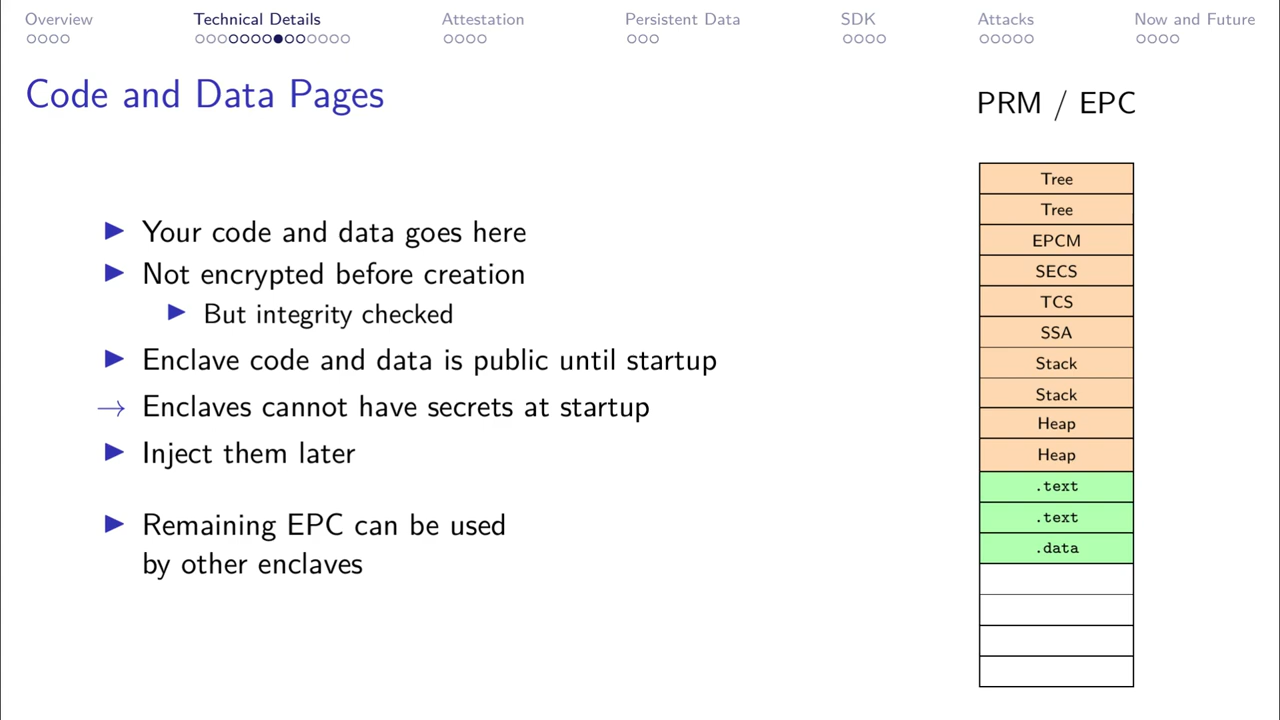 Overview
Technical Details
Attestation
Persistent Data
SDK
Attacks
Now and Future
Code and Data Pages
Your code and data goes here
Not encrypted before creation
But integrity checked
Enclave code and data is public until startup
→ Enclaves cannot have secrets at startup
Inject them later
Remaining EPC can be used
by other enclaves
PRM / EPC
Tree
Tree
EPCM
SECS
TCS
SSA
Stack
Stack
Heap
Heap
.text
.text
.data